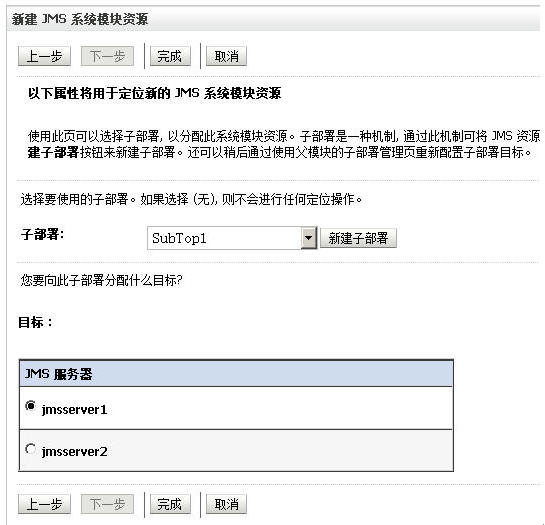 新建 JMS 系统模块资源
上一步 下一步 完成 取消
以下属性将用于定位新的 JMS 系统模块资源
使用此页可以选择子部署, 以分配此系统模块资源。子部署是一种机制, 通过此机制可将 JMS 资源
建子部署按钮来新建子部署。还可以稍后通过使用父模块的子部署管理页重新配置子部署目标。
选择要使用的子部署。如果选择 (无), 则不会进行任何定位操作。
子部署: SubTop1 新建子部署
您要向此子部署分配什么目标?
目标 :
JMS 服务器
jmsserver1
jmsserver2
上一步 下一步 完成 取消